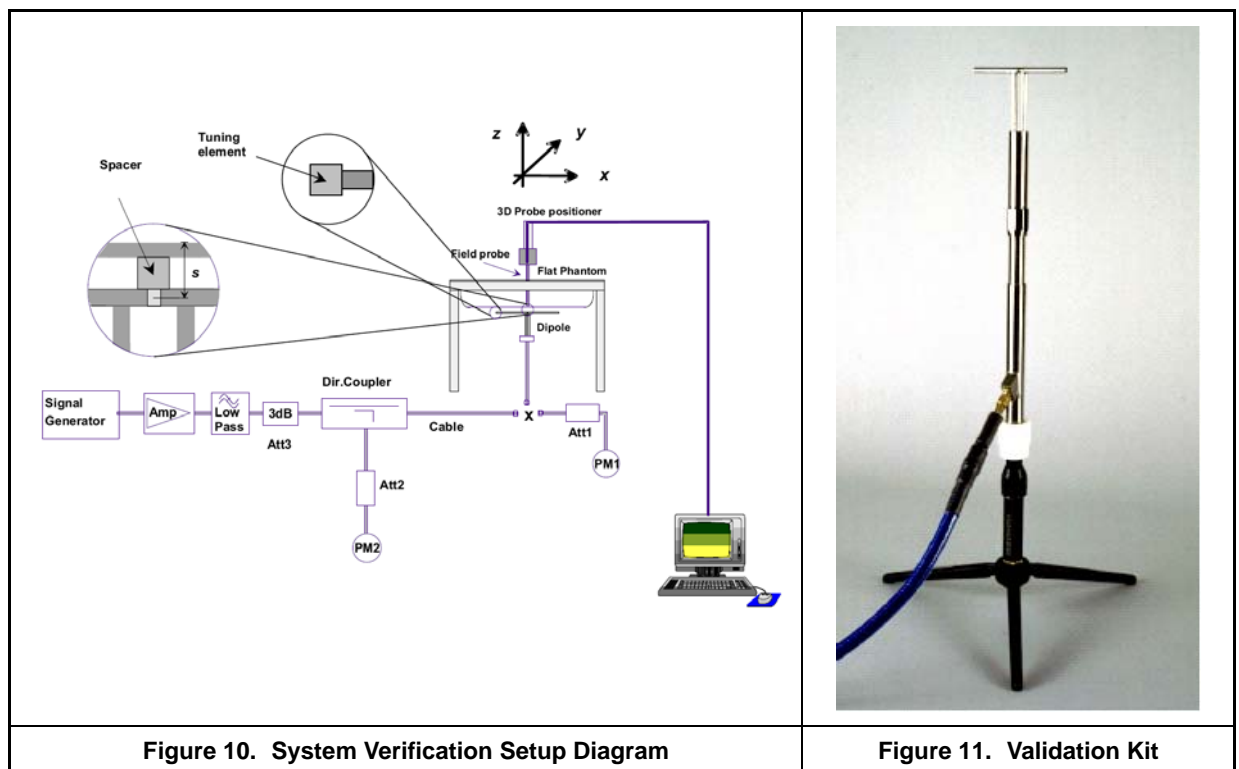 Tuning
element
Spacer
z
y
x
s
3D Probe positioner
Field probe
Flat Phantom
Dipole
Dir.Coupler
Signal
Generator
Amp
Low
Pass
3dB
Att3
Cable
x
Att1
PM1
Att2
PM2
Figure 10. System Verification Setup Diagram
Figure 11. Validation Kit